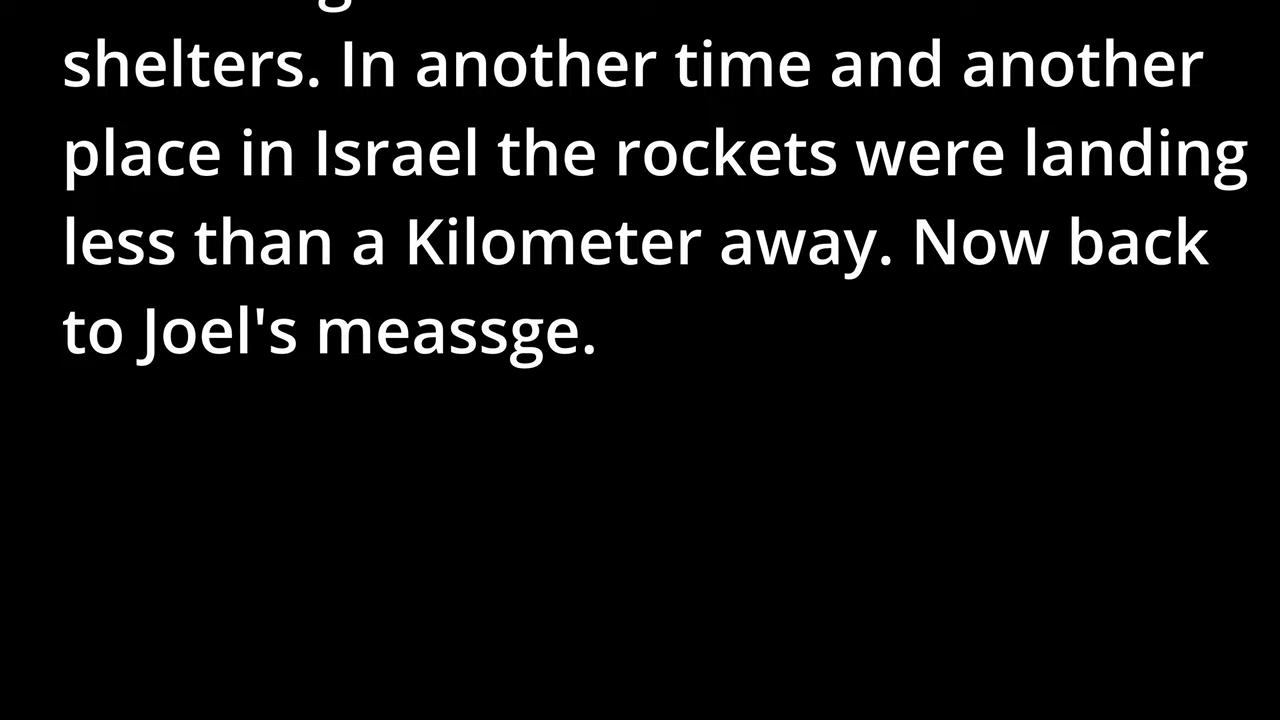 shelters. In another time and another
place in Israel the rockets were landing
less than a Kilometer away. Now back
to Joel's meassge.